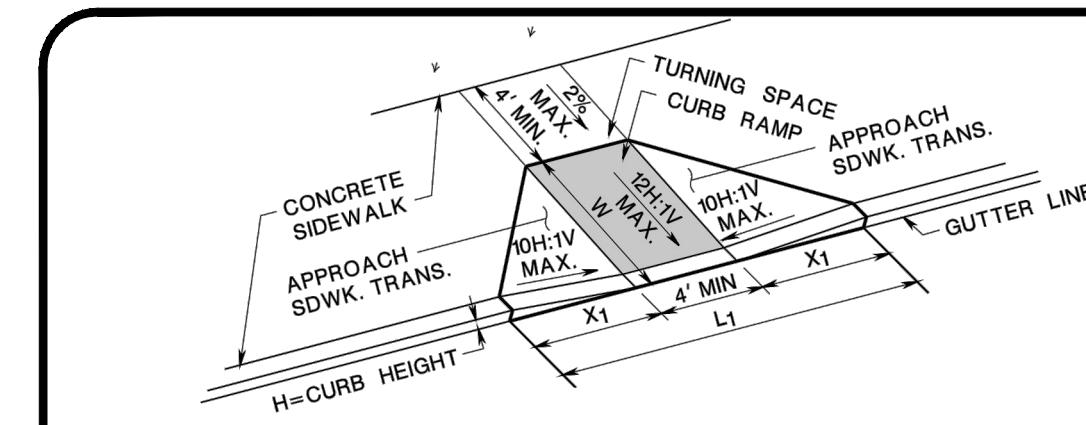 TURNING SPACE
CURB RAMP
2%
MAX.
4' MIN.
APPROACH
SDWK. TRANS.
12H:1V
MAX.
W
10H:1V
MAX.
CONCRETE
SIDEWALK
GUTTER LINE
APPROACH
SDWK. TRANS.
10H:1V
MAX.
X1
4' MIN
X1
L1
H=CURB HEIGHT